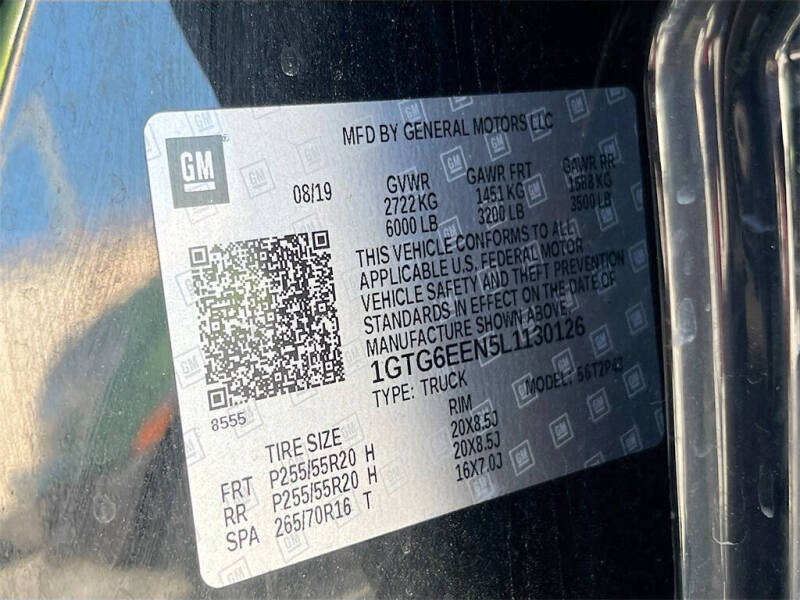 MFD BY GENERAL MOTORS LLC
GM®
08/19
GVWR GAWR FRT GAWR RR
2722 KG 1451 KG 1588 KG
6000 LB 3200 LB 3500 LB
THIS VEHICLE CONFORMS TO ALL
APPLICABLE U.S. FEDERAL MOTOR
VEHICLE SAFETY AND THEFT PREVENTION
STANDARDS IN EFFECT ON THE DATE OF
MANUFACTURE SHOWN ABOVE.
1GTG6EEN5L1130126
TYPE: TRUCK MODEL: 56T2P43
8555
TIRE SIZE RIM
FRT P255/55R20 H 20X8.5J
RR P255/55R20 H 20X8.5J
SPA 265/70R16 T 16X7.0J